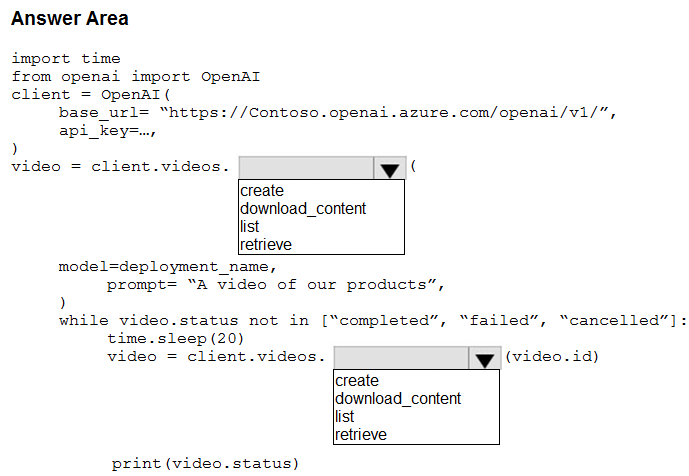 Answer Area
import time
from openai import OpenAI
client = OpenAI(
base_url= “https://Contoso.openai.azure.com/openai/v1/”,
api_key=…,
)
video = client.videos. (
create
download_content
list
retrieve
model=deployment_name,
prompt= “A video of our products”,
)
while video.status not in [“completed”, “failed”, “cancelled”]:
time.sleep(20)
video = client.videos. (video.id)
create
download_content
list
retrieve
print(video.status)